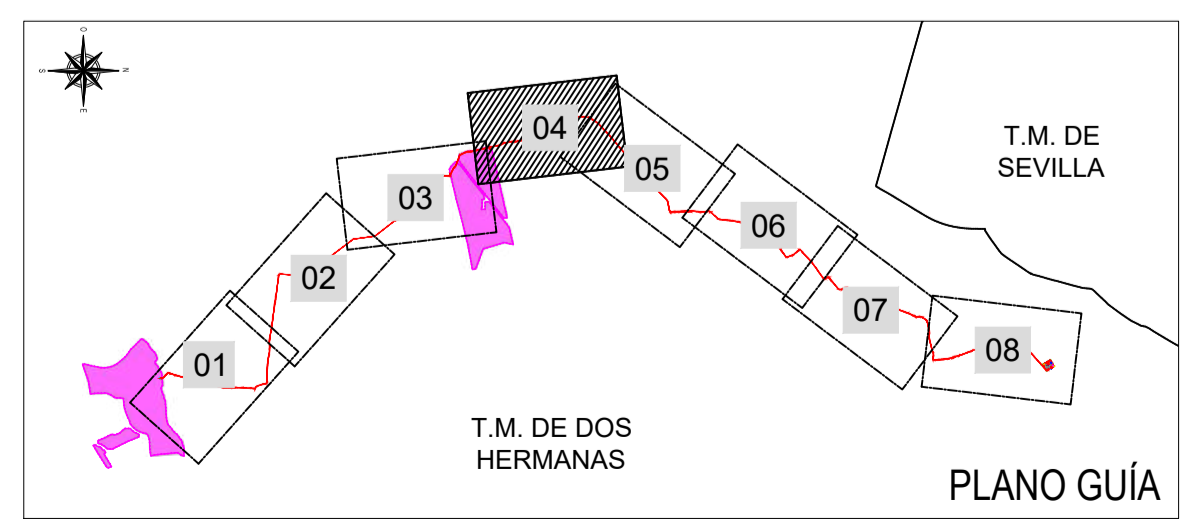 O
S
N
E
04
05
T.M. DE
SEVILLA
03
06
02
07
01
08
T.M. DE DOS
HERMANAS
PLANO GUÍA